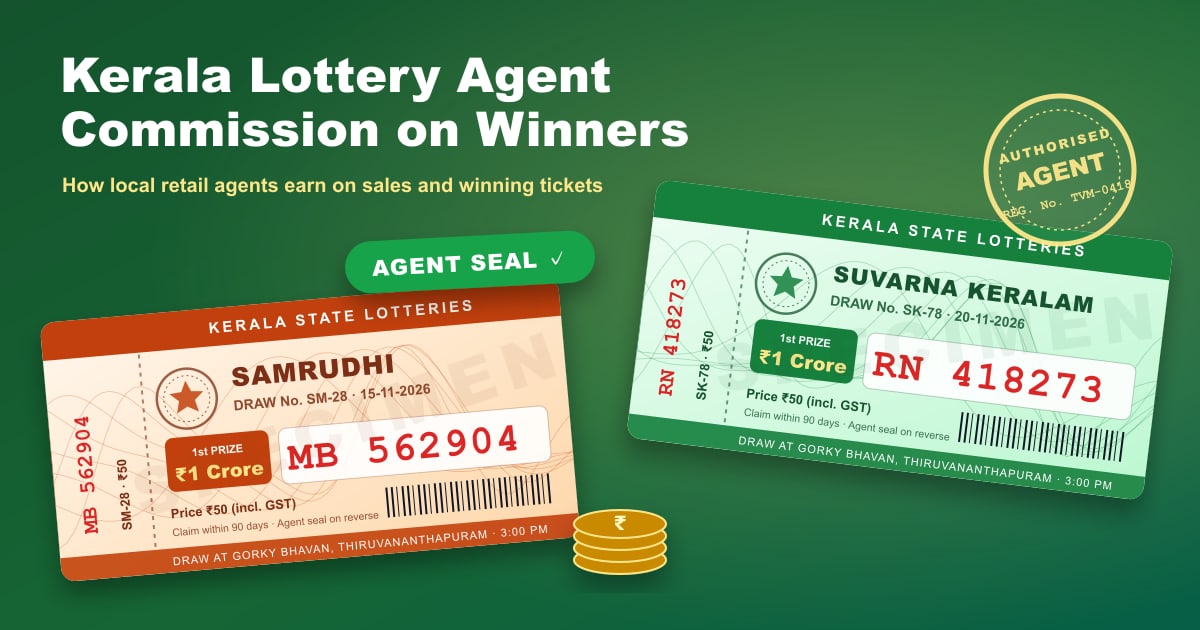 Kerala Lottery Agent
Commission on Winners
How local retail agents earn on sales and winning tickets
AUTHORISED
AGENT
REG. No. TVM-0418
AGENT SEAL ✓
KERALA STATE LOTTERIES
SAMRUDHI
DRAW No. SM-28 · 15-11-2026
1st PRIZE
₹1 Crore
MB 562904
Price ₹50 (incl. GST)
Claim within 90 days · Agent seal on reverse
MB 562904
SM-28 · ₹50
SPECIMEN
DRAW AT GORKY BHAVAN, THIRUVANANTHAPURAM · 3:00 PM
KERALA STATE LOTTERIES
SUVARNA KERALAM
DRAW No. SK-78 · 20-11-2026
1st PRIZE
₹1 Crore
RN 418273
Price ₹50 (incl. GST)
Claim within 90 days · Agent seal on reverse
RN 418273
SK-78 · ₹50
SPECIMEN
DRAW AT GORKY BHAVAN, THIRUVANANTHAPURAM · 3:00 PM
₹